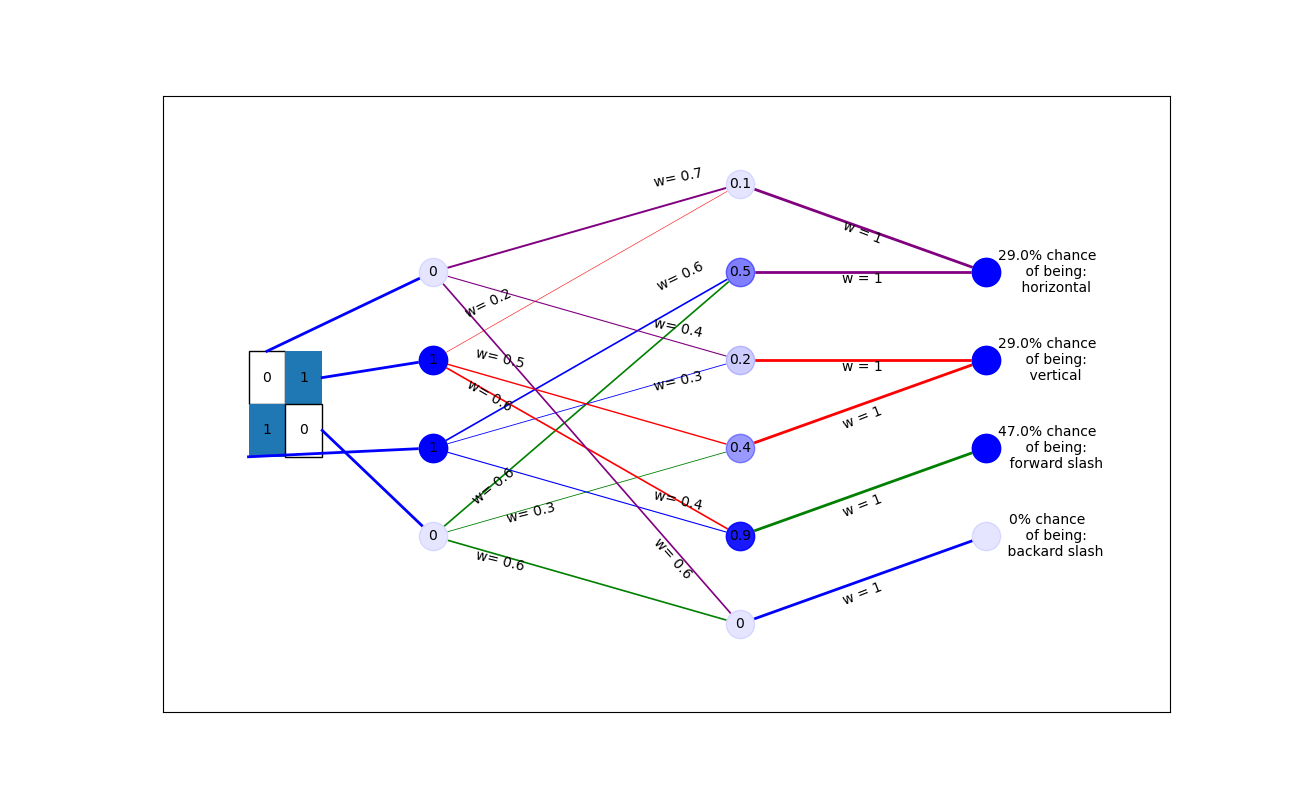 w= 0.7
0.1
w = 1
29.0% chance
of being:
horizontal
0
w= 0.2
w= 0.6
0.5
w = 1
w= 0.4
w= 0.5
1
w= 0.6
w= 0.3
0.2
w = 1
29.0% chance
of being:
vertical
0 1
1 0
w = 1
1
0.4
47.0% chance
of being:
forward slash
w= 0.6
w= 0.3
w= 0.4
w = 1
0
0.9
0% chance
of being:
backard slash
w= 0.6
w= 0.6
w = 1
0